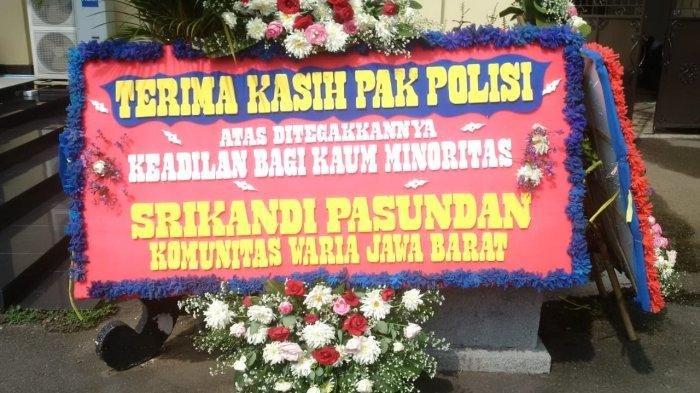 TERIMA KASIH PAK POLISI
ATAS DITEGAKKANNYA
KEADILAN BAGI KAUM MINORITAS
SRIKANDI PASUNDAN
KOMUNITAS WARIA JAWA BARAT